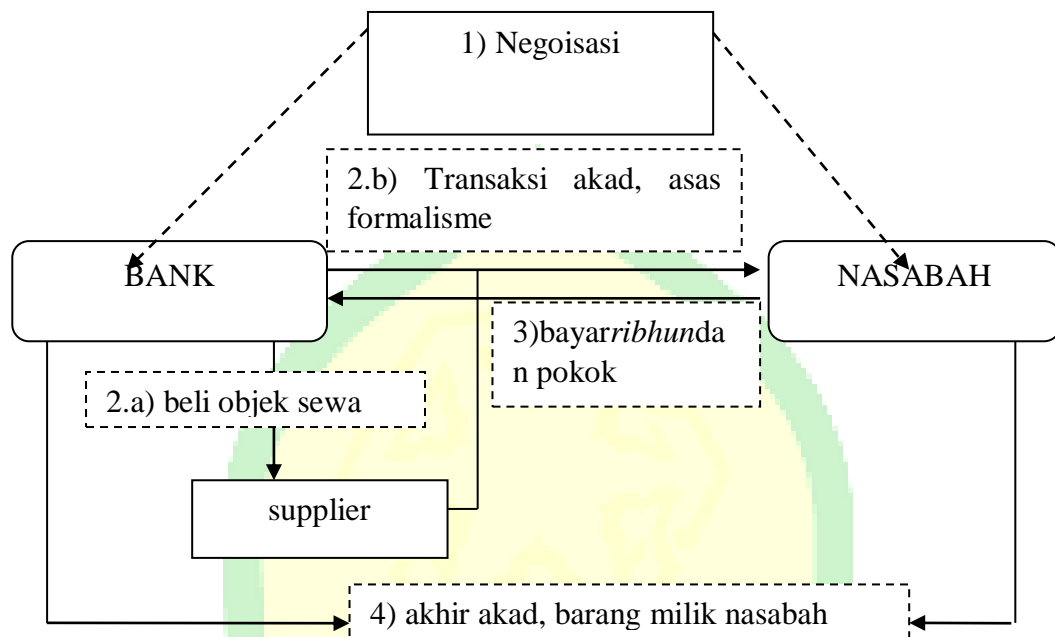 1) Negoisasi
2.b) Transaksi akad, asas
formalisme
BANK
NASABAH
3)bayarribhunda
n pokok
2.a) beli objek sewa
supplier
4) akhir akad, barang milik nasabah